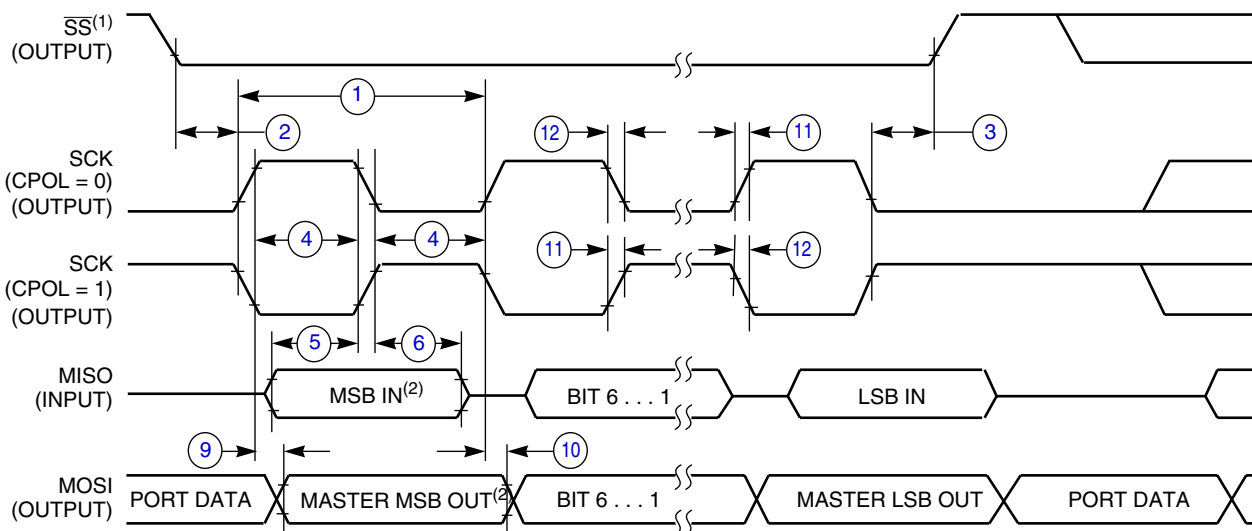 SS(1)
(OUTPUT)
1
2
12
11
3
SCK
(CPOL = 0)
(OUTPUT)
4
4
11
12
SCK
(CPOL = 1)
(OUTPUT)
5
6
MISO
(INPUT)
MSB IN(2)
BIT 6 . . . 1
LSB IN
9
10
MOSI
(OUTPUT)
PORT DATA
MASTER MSB OUT(2)
BIT 6 . . . 1
MASTER LSB OUT
PORT DATA